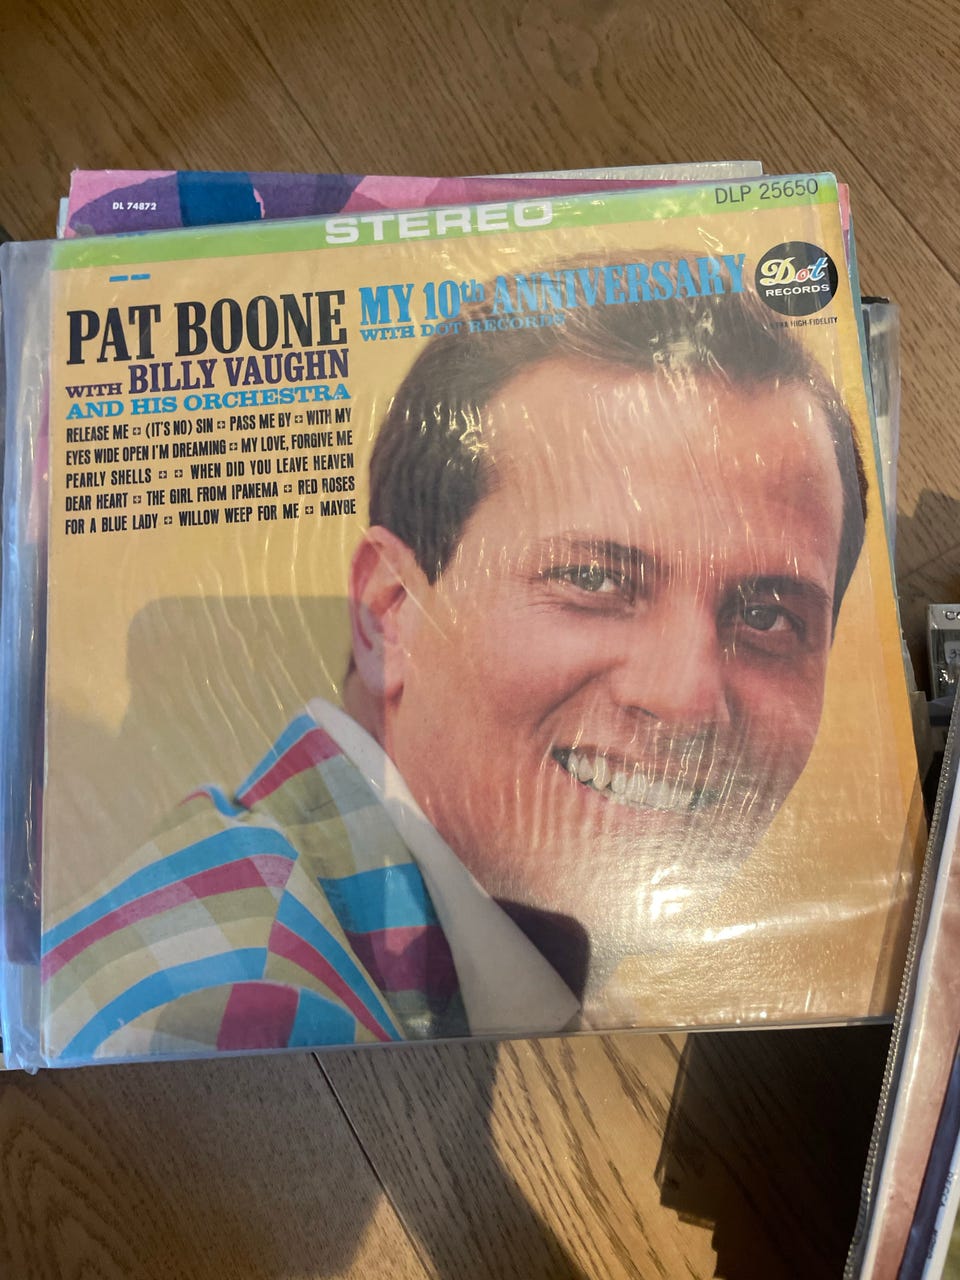 DL 74872
STEREO
DLP 25650
Dot
RECORDS
HIGH-FIDELITY
PAT BOONE
WITH BILLY VAUGHN
AND HIS ORCHESTRA
MY 10th ANNIVERSARY
WITH DOT RECORDS
RELEASE ME ✣ (IT'S NO) SIN ✣ PASS ME BY ✣ WITH MY
EYES WIDE OPEN I'M DREAMING ✣ MY LOVE, FORGIVE ME
PEARLY SHELLS ✣ ✣ WHEN DID YOU LEAVE HEAVEN
DEAR HEART ✣ THE GIRL FROM IPANEMA ✣ RED ROSES
FOR A BLUE LADY ✣ WILLOW WEEP FOR ME ✣ MAYBE